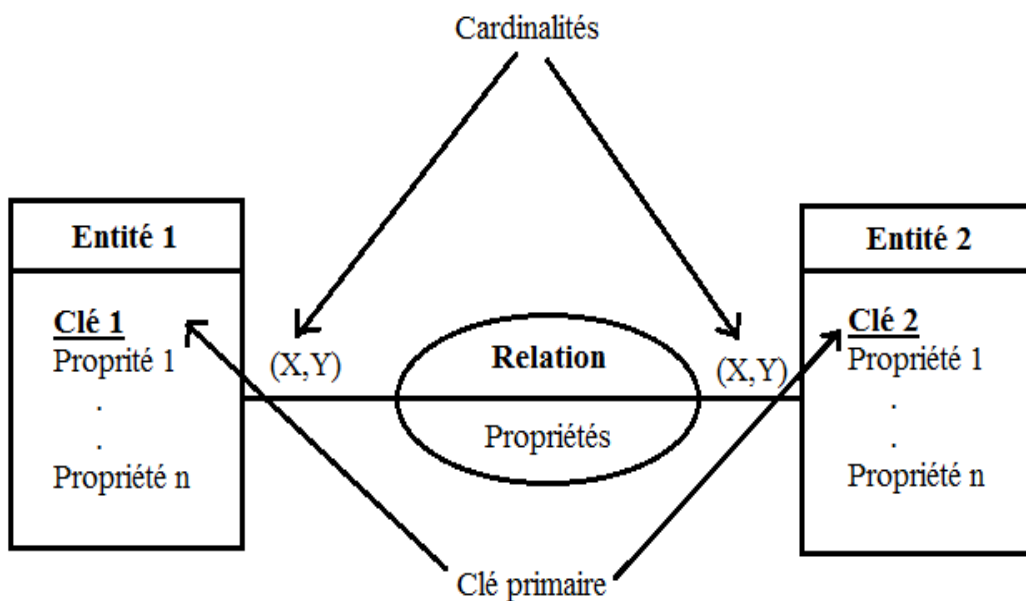 Cardinalités
Entité 1
Clé 1
Proprité 1
.
.
Propriété n
(X,Y)
Relation
Propriétés
(X,Y)
Entité 2
Clé 2
Propriété 1
.
.
Propriété n
Clé primaire